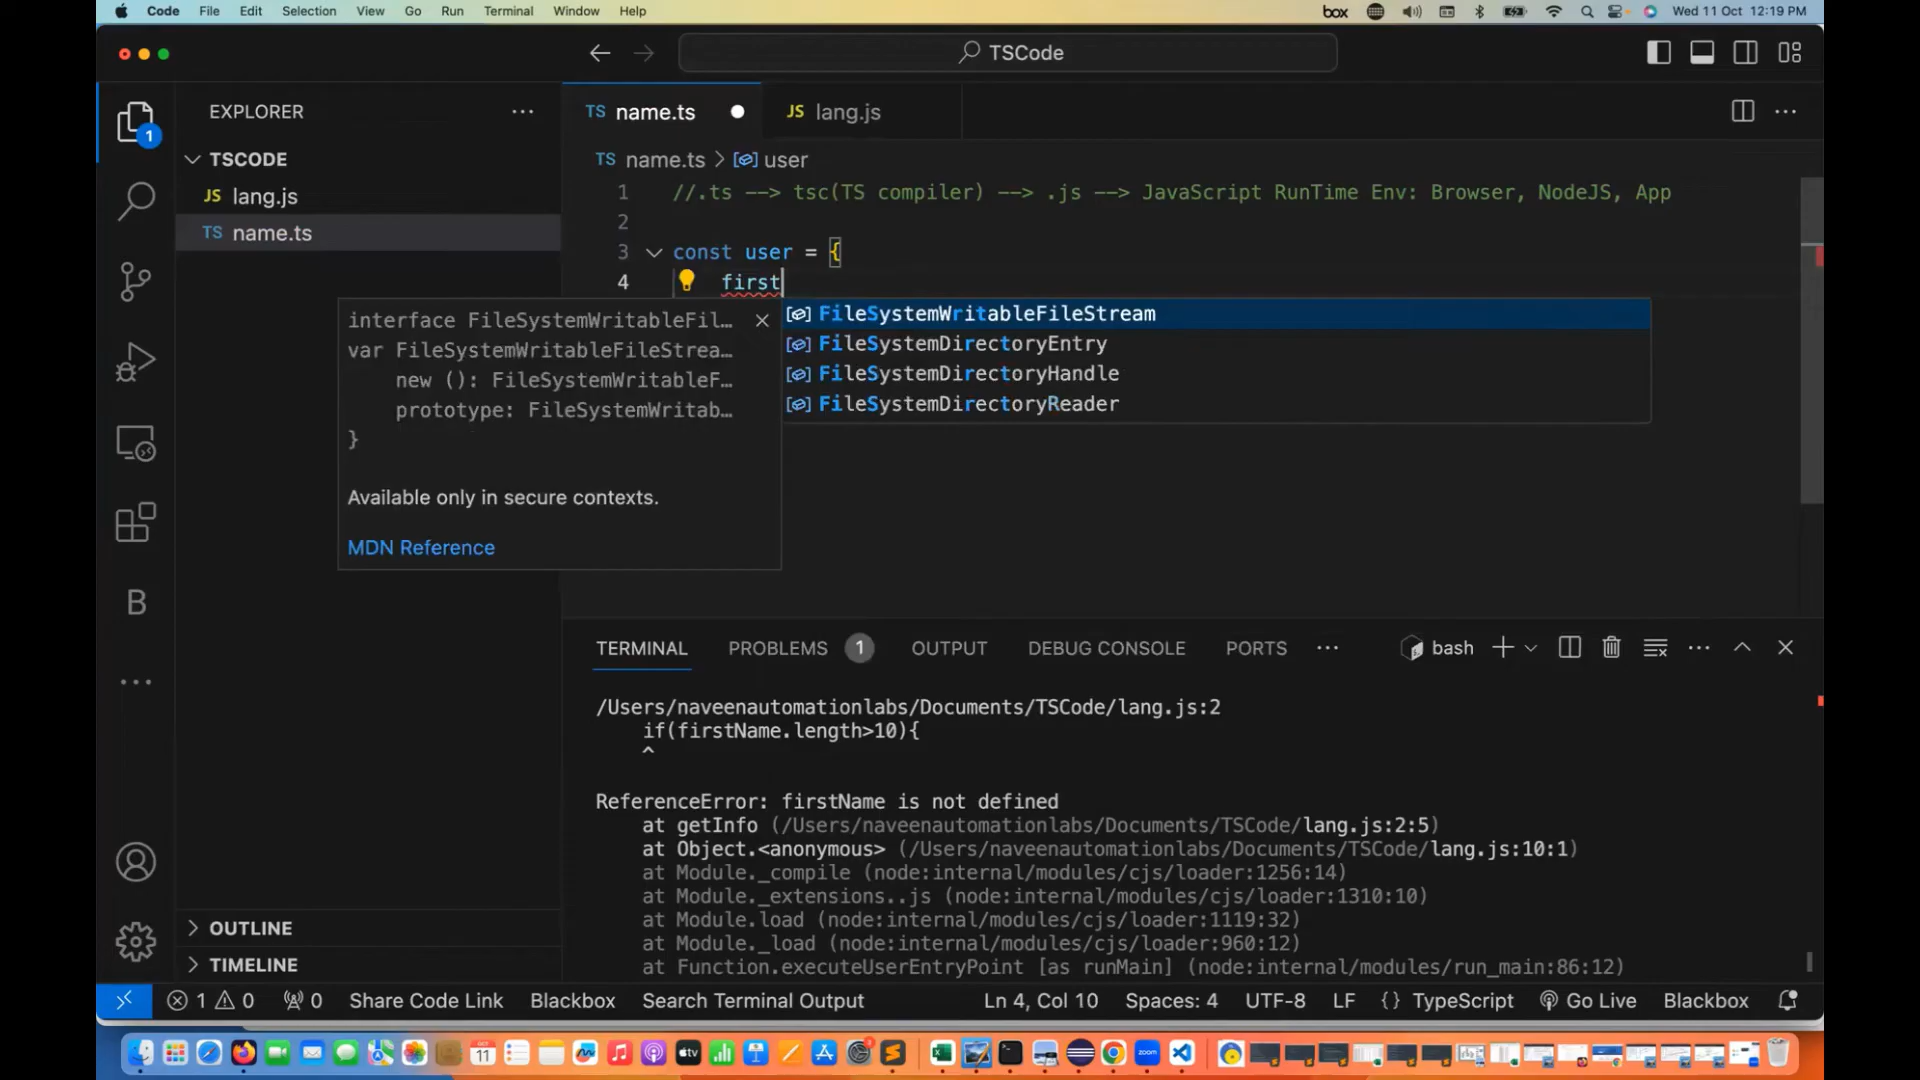 Code File Edit Selection View Go Run Terminal Window Help box Wed 11 Oct 12:19 PM
TSCode
EXPLORER
TS name.ts JS lang.js
TSCODE
TS name.ts > user
JS lang.js
TS name.ts
1 //.ts --> tsc(TS compiler) --> .js --> JavaScript RunTime Env: Browser, NodeJS, App
2
3 const user = {
4 first
interface FileSystemWritableFil…
var FileSystemWritableFileStrea…
new (): FileSystemWritableF…
prototype: FileSystemWritab…
}
Available only in secure contexts.
MDN Reference
FileSystemWritableFileStream
FileSystemDirectoryEntry
FileSystemDirectoryHandle
FileSystemDirectoryReader
TERMINAL PROBLEMS 1 OUTPUT DEBUG CONSOLE PORTS bash
/Users/naveenautomationlabs/Documents/TSCode/lang.js:2
if(firstName.length>10){
^
ReferenceError: firstName is not defined
at getInfo (/Users/naveenautomationlabs/Documents/TSCode/lang.js:2:5)
at Object.<anonymous> (/Users/naveenautomationlabs/Documents/TSCode/lang.js:10:1)
at Module._compile (node:internal/modules/cjs/loader:1256:14)
at Module._extensions..js (node:internal/modules/cjs/loader:1310:10)
at Module.load (node:internal/modules/cjs/loader:1119:32)
at Module._load (node:internal/modules/cjs/loader:960:12)
at Function.executeUserEntryPoint [as runMain] (node:internal/modules/run_main:86:12)
OUTLINE
TIMELINE
1 0 0 Share Code Link Blackbox Search Terminal Output Ln 4, Col 10 Spaces: 4 UTF-8 LF {} TypeScript Go Live Blackbox